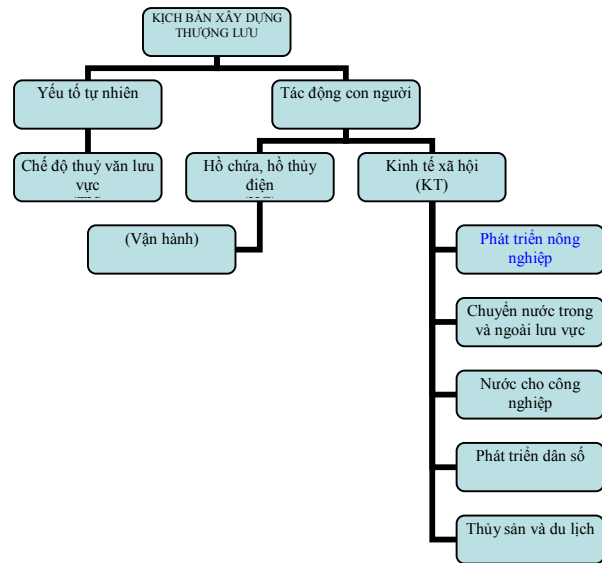 KỊCH BẢN XÂY DỰNG
THƯỢNG LƯU
Yếu tố tự nhiên
Tác động con người
Chế độ thuỷ văn lưu
vực
Hồ chứa, hồ thủy
điện
Kinh tế xã hội
(KT)
(Vận hành)
Phát triển nông
nghiệp
Chuyển nước trong
và ngoài lưu vực
Nước cho công
nghiệp
Phát triển dân số
Thủy sản và du lịch